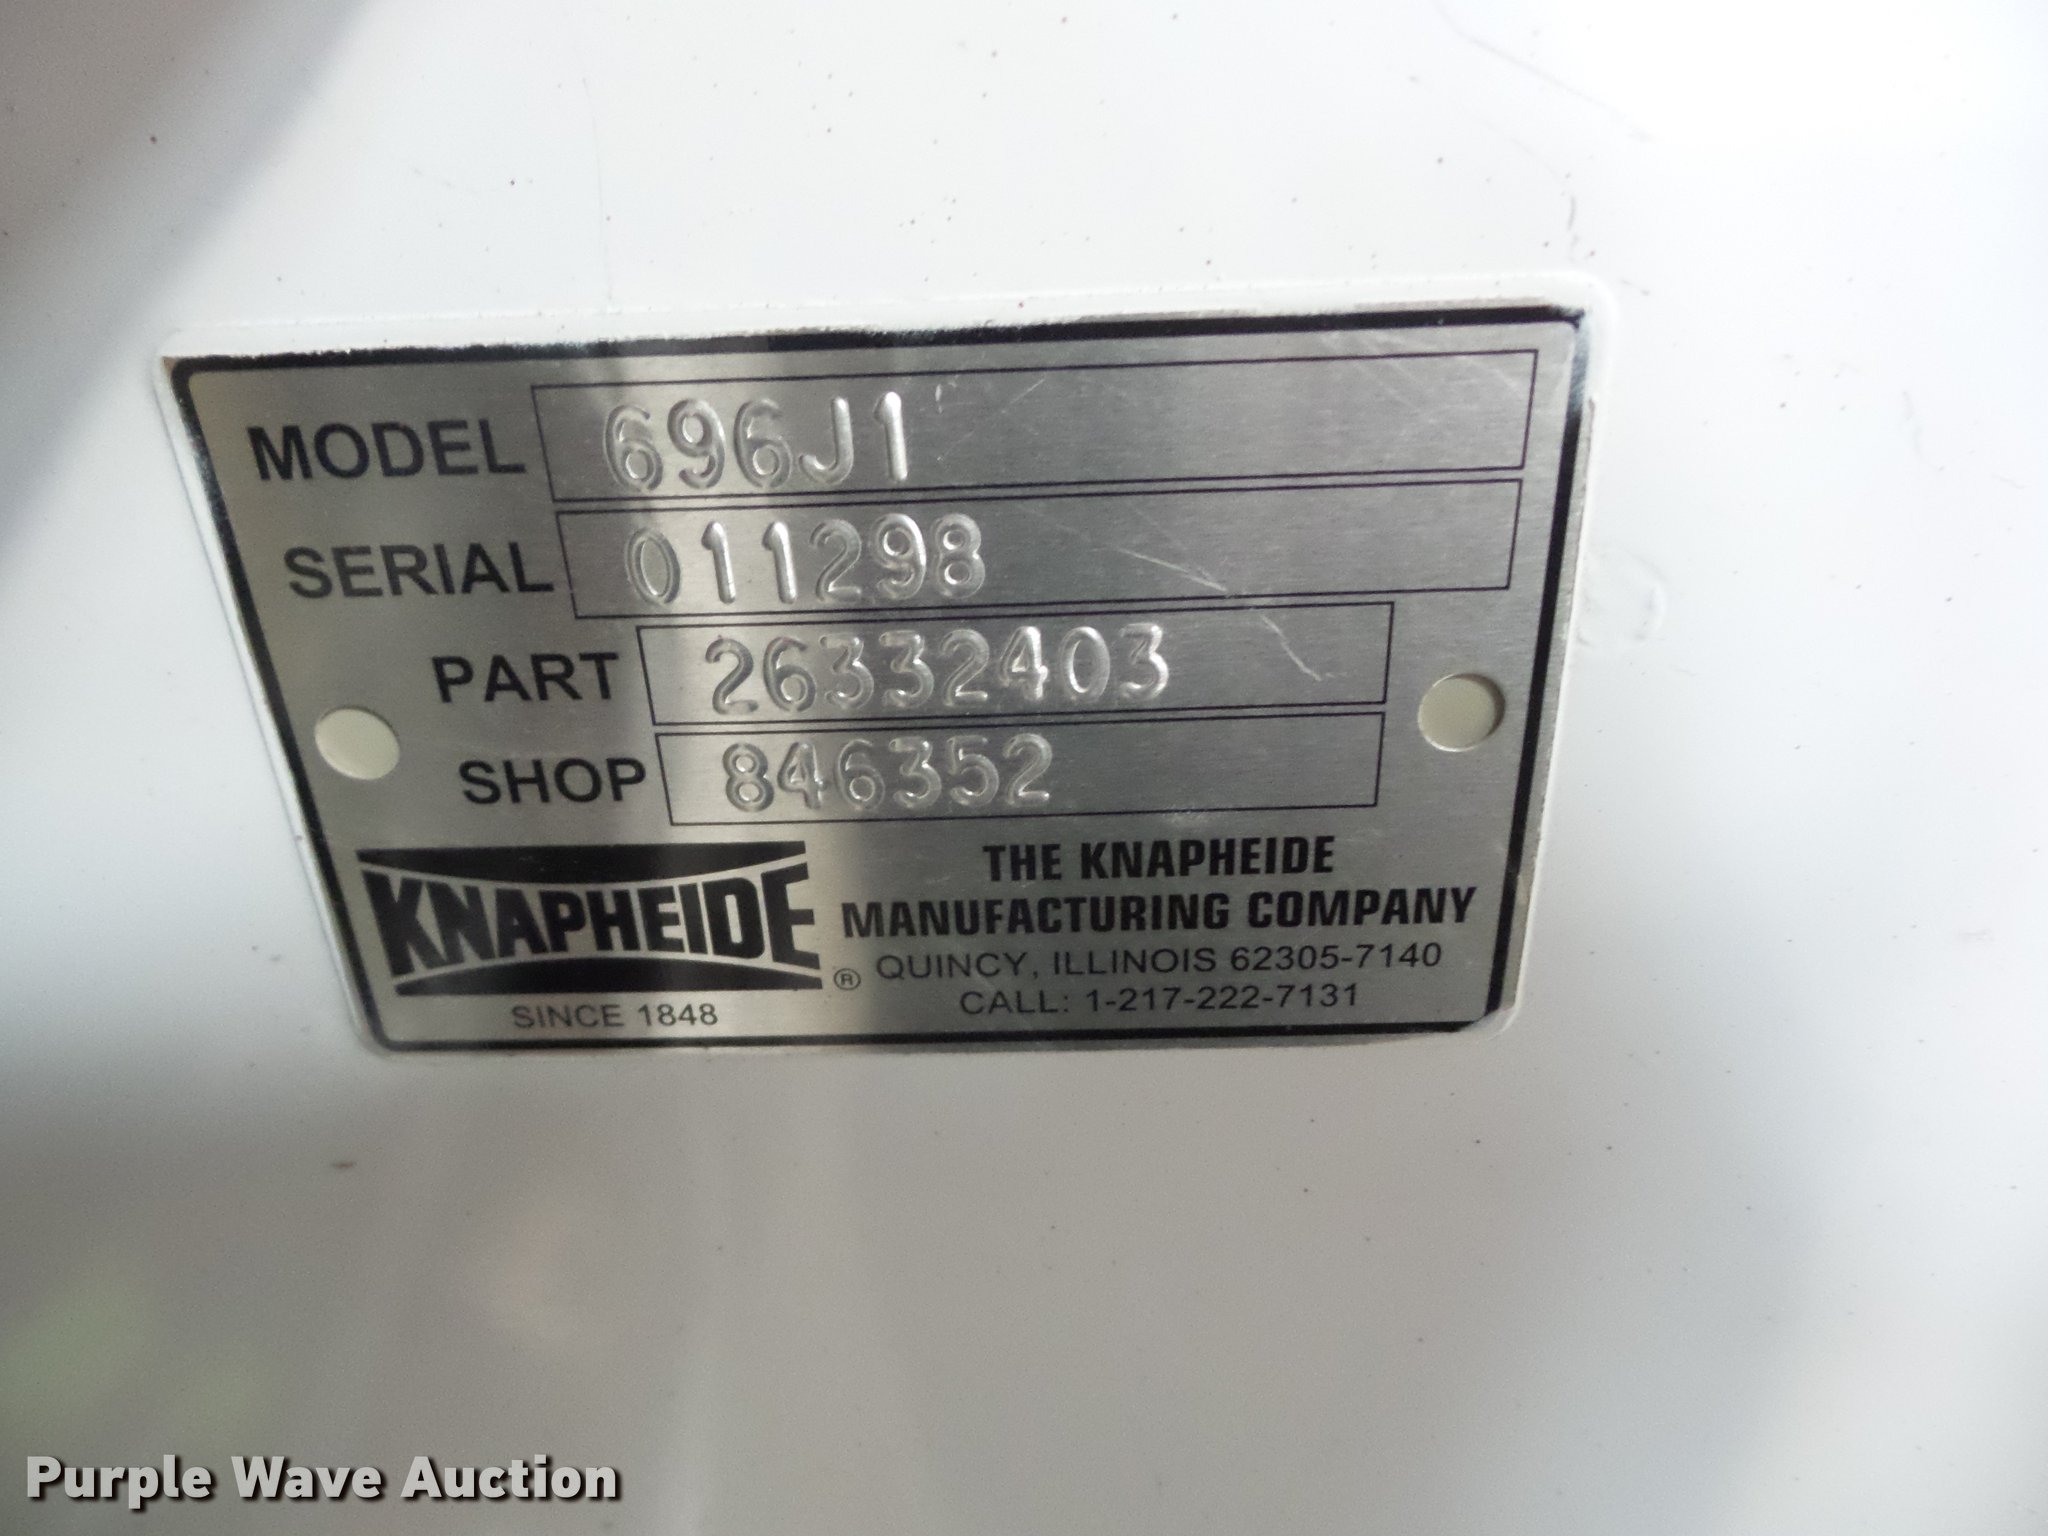 MODEL 696J1
SERIAL 011298
PART 26332403
SHOP 846352
KNAPHEIDE ®
SINCE 1848
THE KNAPHEIDE
MANUFACTURING COMPANY
QUINCY, ILLINOIS 62305-7140
CALL: 1-217-222-7131
Purple Wave Auction